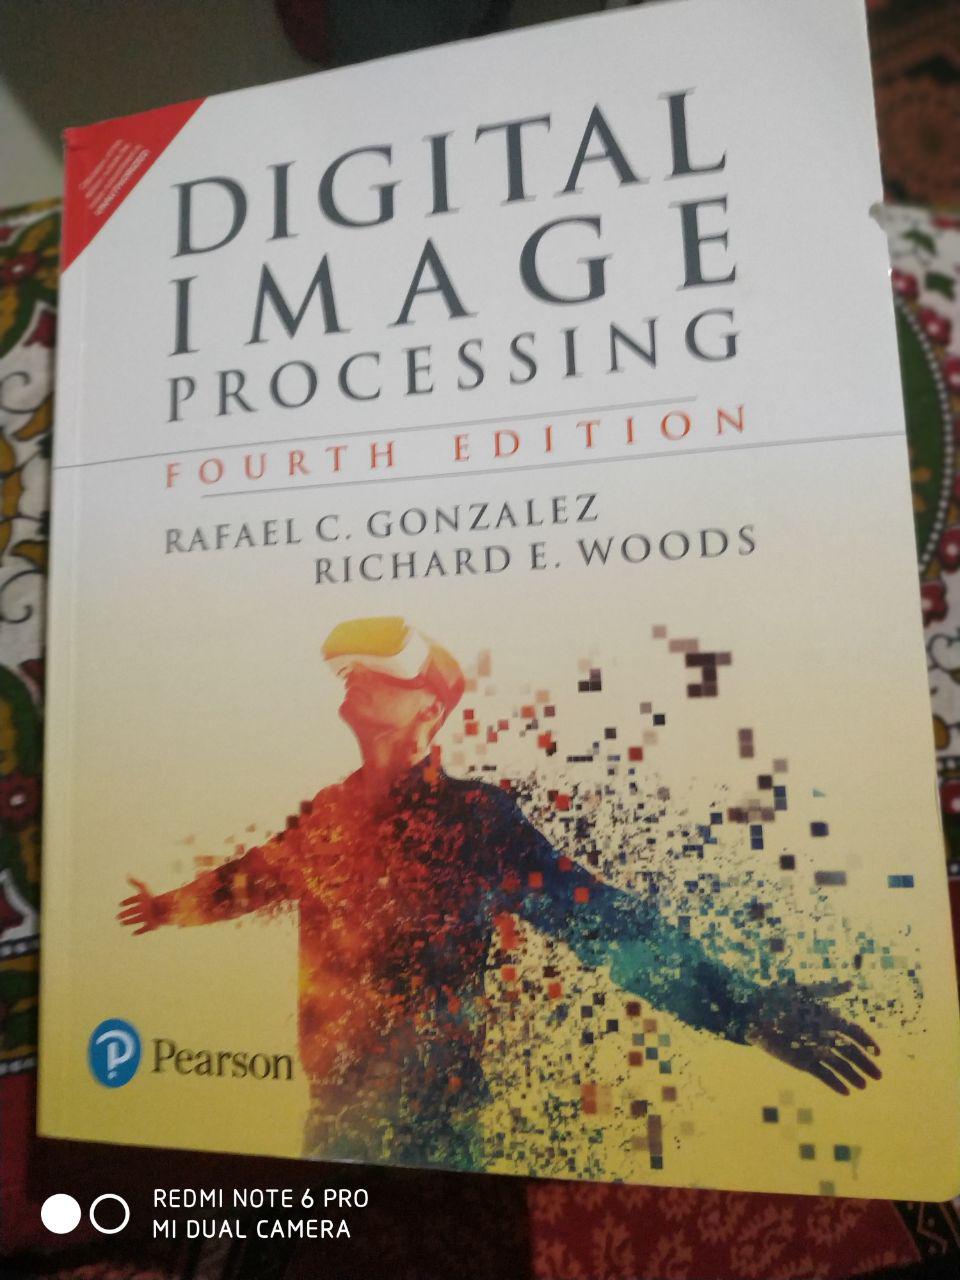 DIGITAL
IMAGE
PROCESSING
FOURTH EDITION
RAFAEL C. GONZALEZ
RICHARD E. WOODS
Pearson
REDMI NOTE 6 PRO
MI DUAL CAMERA